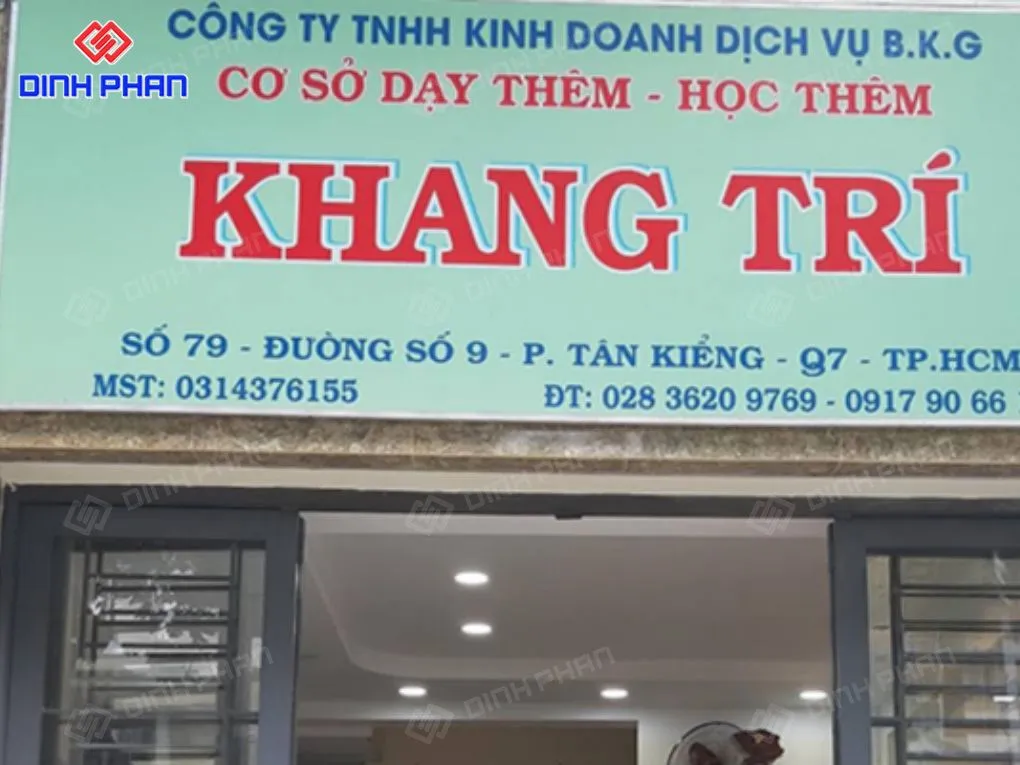 CÔNG TY TNHH KINH DOANH DỊCH VỤ B.K.G
DINH PHAN
CƠ SỞ DẠY THÊM - HỌC THÊM
KHANG TRÍ
SỐ 79 - ĐƯỜNG SỐ 9 - P. TÂN KIỂNG - Q7 - TP.HCM
MST: 0314376155
ĐT: 028 3620 9769 - 0917 90 66